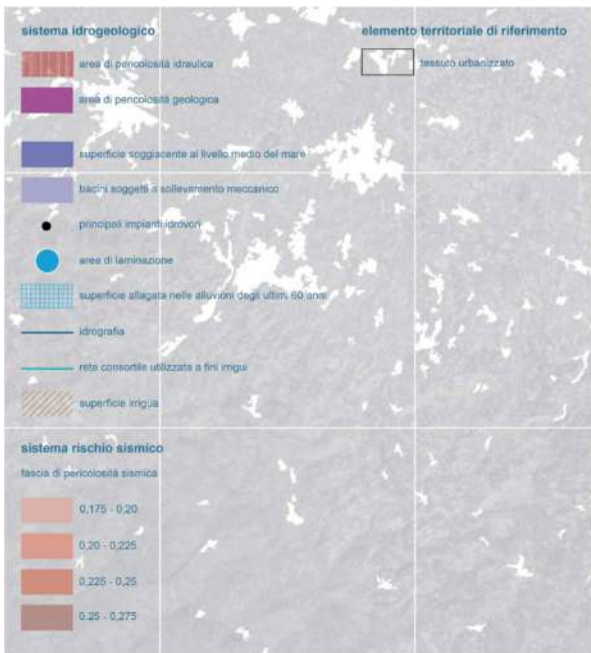 sistema idrogeologico
area di pericolosità idraulica
area di pericolosità geologica
superficie soggiacente al livello medio del mare
bacini soggetti a sollevamento meccanico
principali impianti idrovori
area di laminazione
superficie allagata nelle alluvioni degli ultimi 60 anni
idrografia
rete consortile utilizzata a fini irrigui
superficie irrigua
sistema rischio sismico
fascia di pericolosità sismica
0,175 - 0,20
0,20 - 0,225
0,225 - 0,25
0,25 - 0,275
elemento territoriale di riferimento
tessuto urbanizzato